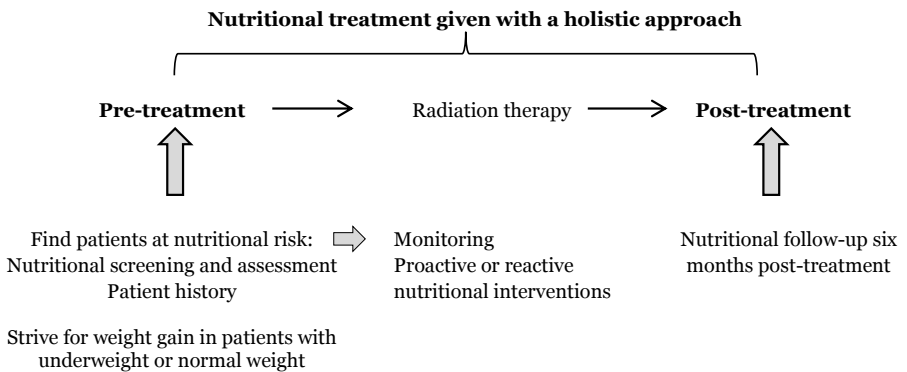 Nutritional treatment given with a holistic approach
Pre-treatment
Radiation therapy
Post-treatment
Find patients at nutritional risk:
Nutritional screening and assessment
Patient history
Strive for weight gain in patients with
underweight or normal weight
Monitoring
Proactive or reactive
nutritional interventions
Nutritional follow-up six
months post-treatment